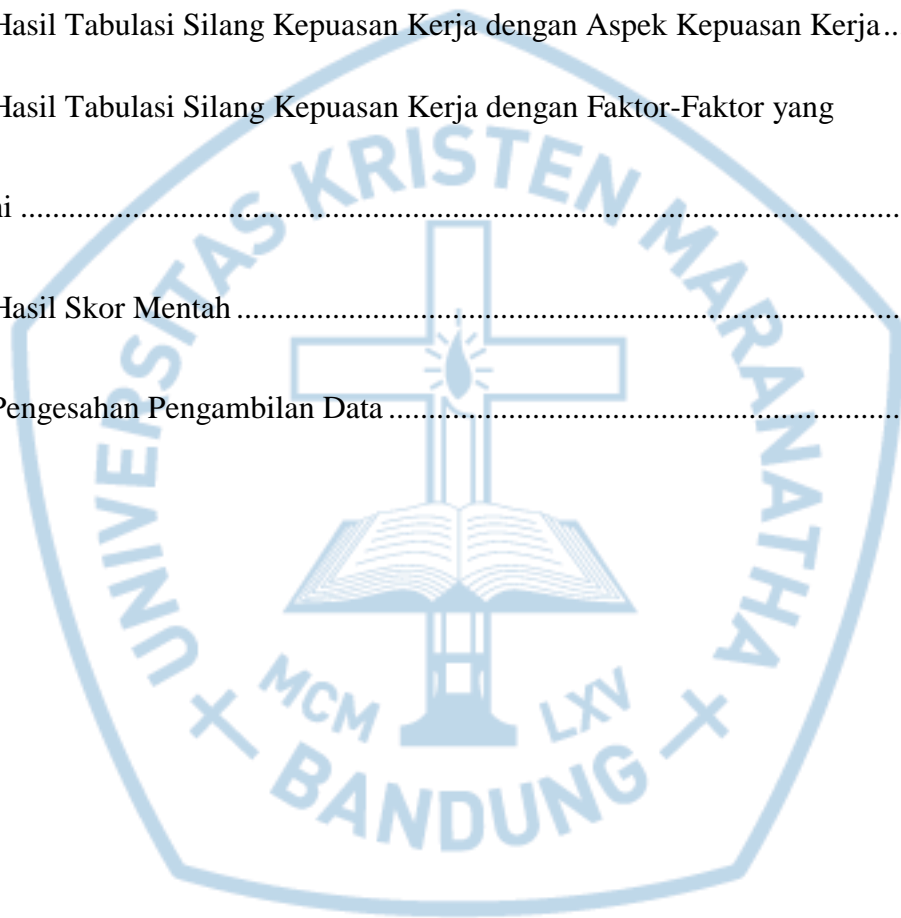 Hasil Tabulasi Silang Kepuasan Kerja dengan Aspek Kepuasan Kerja..
Hasil Tabulasi Silang Kepuasan Kerja dengan Faktor-Faktor yang
ni ..........................................................................................................
Hasil Skor Mentah ................................................................................
Pengesahan Pengambilan Data ..............................................................
UNIVERSITAS KRISTEN MARANATHA
MCM LXV
BANDUNG